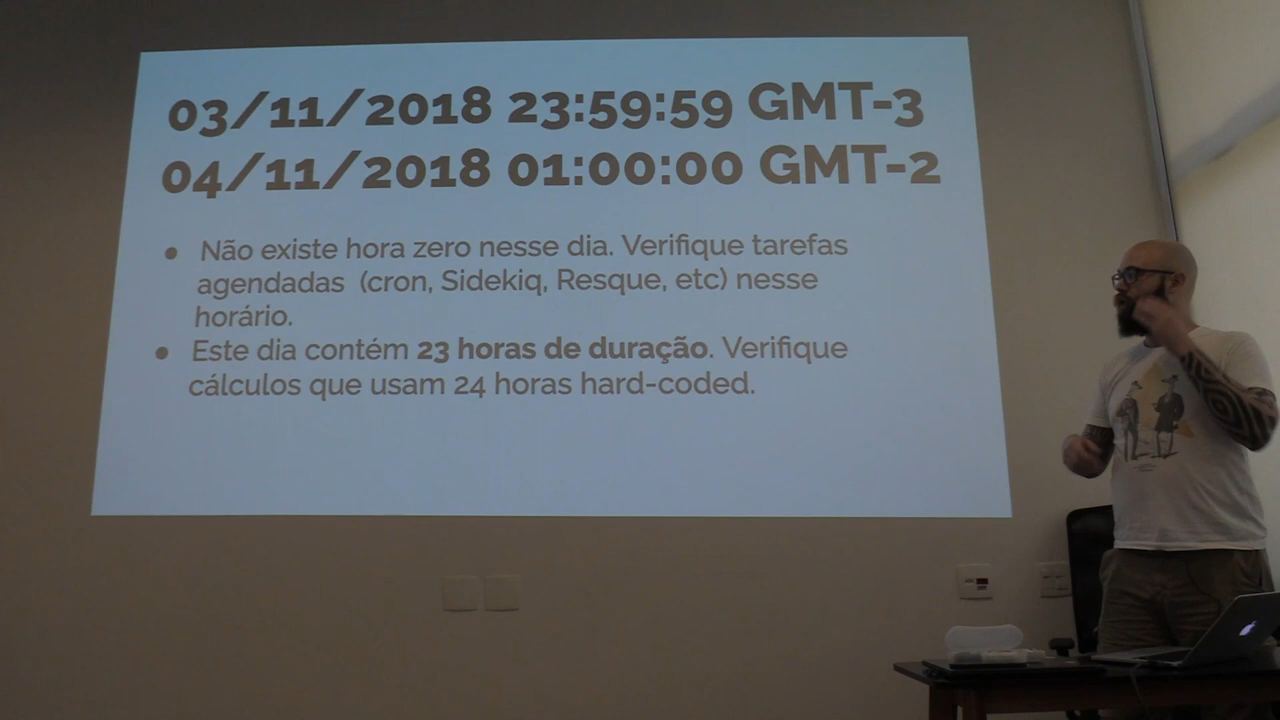 03/11/2018 23:59:59 GMT-3
04/11/2018 01:00:00 GMT-2
● Não existe hora zero nesse dia. Verifique tarefas
agendadas (cron, Sidekiq, Resque, etc) nesse
horário.
● Este dia contém 23 horas de duração. Verifique
cálculos que usam 24 horas hard-coded.